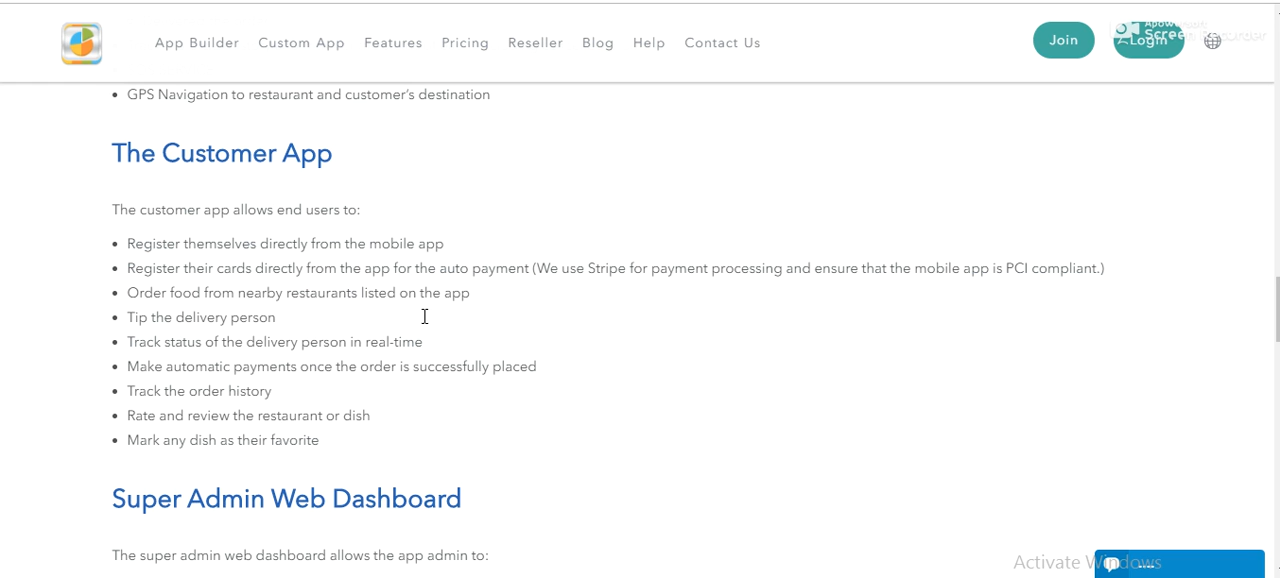 App Builder Custom App Features Pricing Reseller Blog Help Contact Us Join Login
Apowersoft
Screen Recorder
• GPS Navigation to restaurant and customer's destination
The Customer App
The customer app allows end users to:
• Register themselves directly from the mobile app
• Register their cards directly from the app for the auto payment (We use Stripe for payment processing and ensure that the mobile app is PCI compliant.)
• Order food from nearby restaurants listed on the app
• Tip the delivery person
• Track status of the delivery person in real-time
• Make automatic payments once the order is successfully placed
• Track the order history
• Rate and review the restaurant or dish
• Mark any dish as their favorite
Super Admin Web Dashboard
The super admin web dashboard allows the app admin to:
Activate Windows